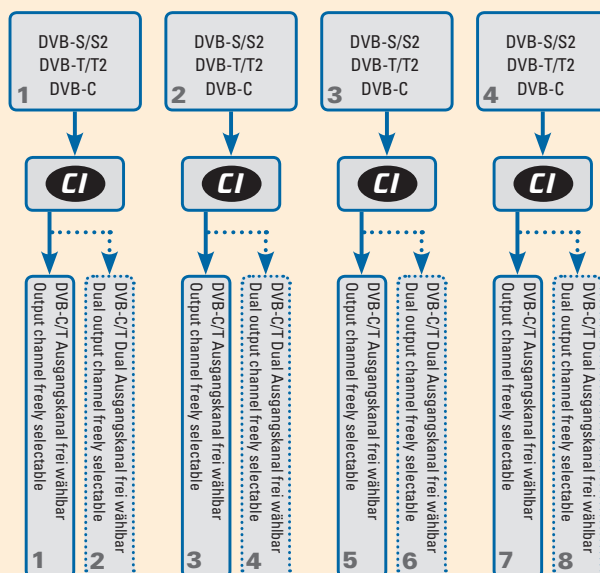 DVB-S/S2
DVB-T/T2
DVB-C
1
DVB-S/S2
DVB-T/T2
DVB-C
2
DVB-S/S2
DVB-T/T2
DVB-C
3
DVB-S/S2
DVB-T/T2
DVB-C
4
CI
CI
CI
CI
DVB-C/T Ausgangskanal frei wählbar
Output channel freely selectable
1
DVB-C/T Dual Ausgangskanal frei wählbar
Dual output channel freely selectable
2
DVB-C/T Ausgangskanal frei wählbar
Output channel freely selectable
3
DVB-C/T Dual Ausgangskanal frei wählbar
Dual output channel freely selectable
4
DVB-C/T Ausgangskanal frei wählbar
Output channel freely selectable
5
DVB-C/T Dual Ausgangskanal frei wählbar
Dual output channel freely selectable
6
DVB-C/T Ausgangskanal frei wählbar
Output channel freely selectable
7
DVB-C/T Dual Ausgangskanal frei wählbar
Dual output channel freely selectable
8